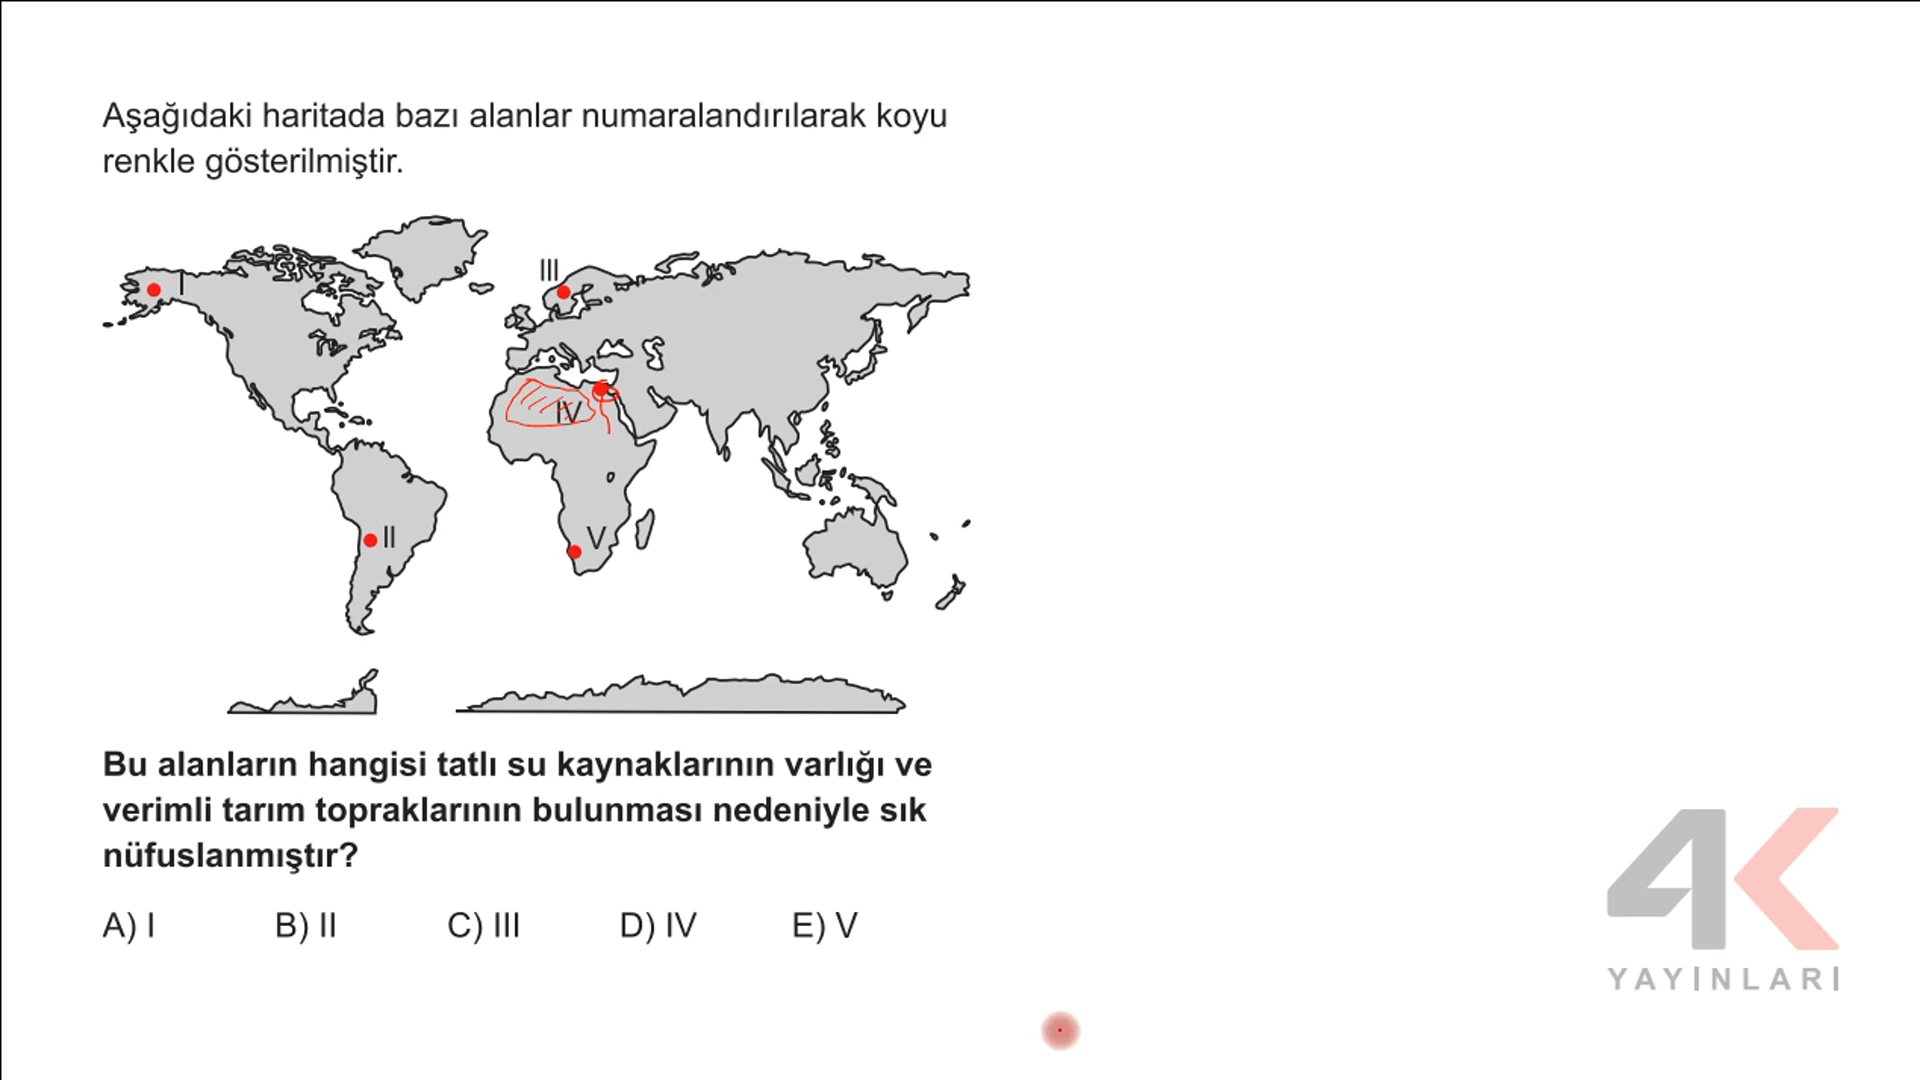 Aşağıdaki haritada bazı alanlar numaralandırılarak koyu
renkle gösterilmiştir.
I
III
IV
II
V
Bu alanların hangisi tatlı su kaynaklarının varlığı ve
verimli tarım topraklarının bulunması nedeniyle sık
nüfuslanmıştır?
A) I B) II C) III D) IV E) V
4K
YAYINLARI